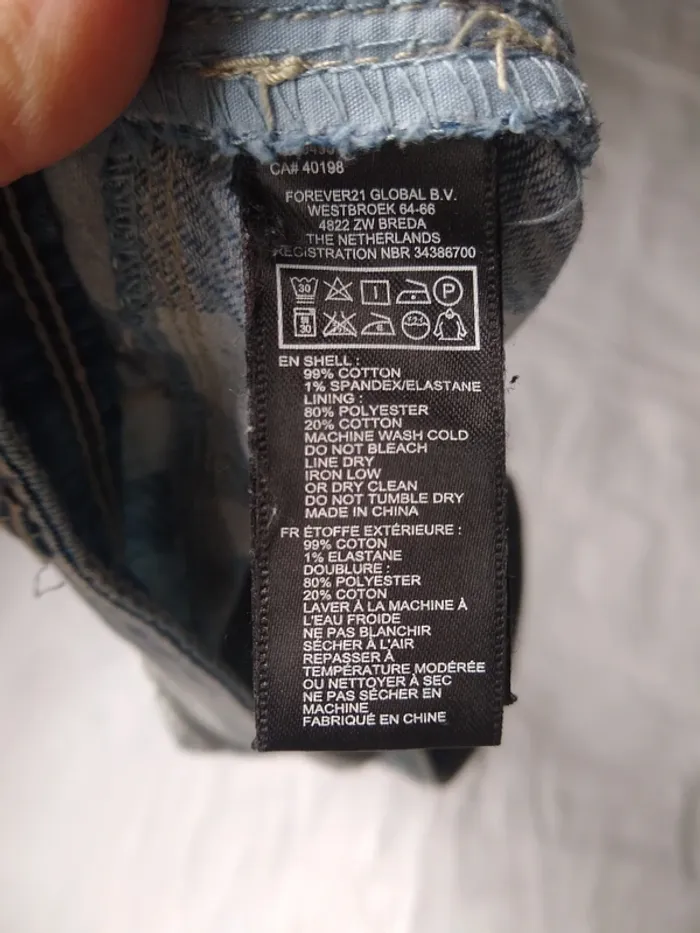 CA# 40198
FOREVER21 GLOBAL B.V.
WESTBROEK 64-66
4822 ZW BREDA
THE NETHERLANDS
REGISTRATION NBR 34386700
30 P
30
EN SHELL :
99% COTTON
1% SPANDEX/ELASTANE
LINING :
80% POLYESTER
20% COTTON
MACHINE WASH COLD
DO NOT BLEACH
LINE DRY
IRON LOW
OR DRY CLEAN
DO NOT TUMBLE DRY
MADE IN CHINA
FR ÉTOFFE EXTÉRIEURE :
99% COTON
1% ELASTANE
DOUBLURE :
80% POLYESTER
20% COTON
LAVER À LA MACHINE À
L'EAU FROIDE
NE PAS BLANCHIR
SÉCHER À L'AIR
REPASSER À
TEMPÉRATURE MODÉRÉE
OU NETTOYER À SEC
NE PAS SÉCHER EN
MACHINE
FABRIQUÉ EN CHINE